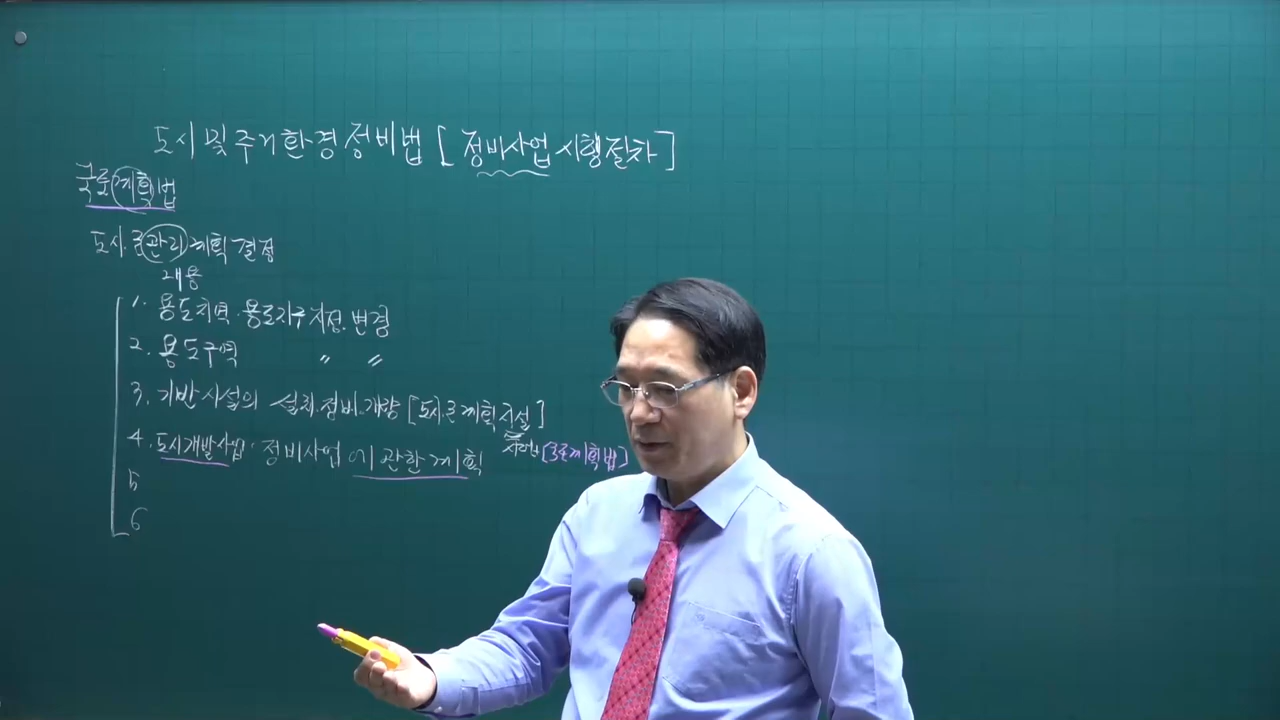 도시 및 주거환경정비법 [정비사업 시행절차]
국토계획법
도시.군관리계획 결정
내용
1. 용도지역·용도지구 지정.변경
2. 용도구역 〃 〃
3. 기반시설의 설치.정비.개량 [도시.군계획시설]
4. 도시개발사업·정비사업에 관한 계획 [국토계획법]
5
6